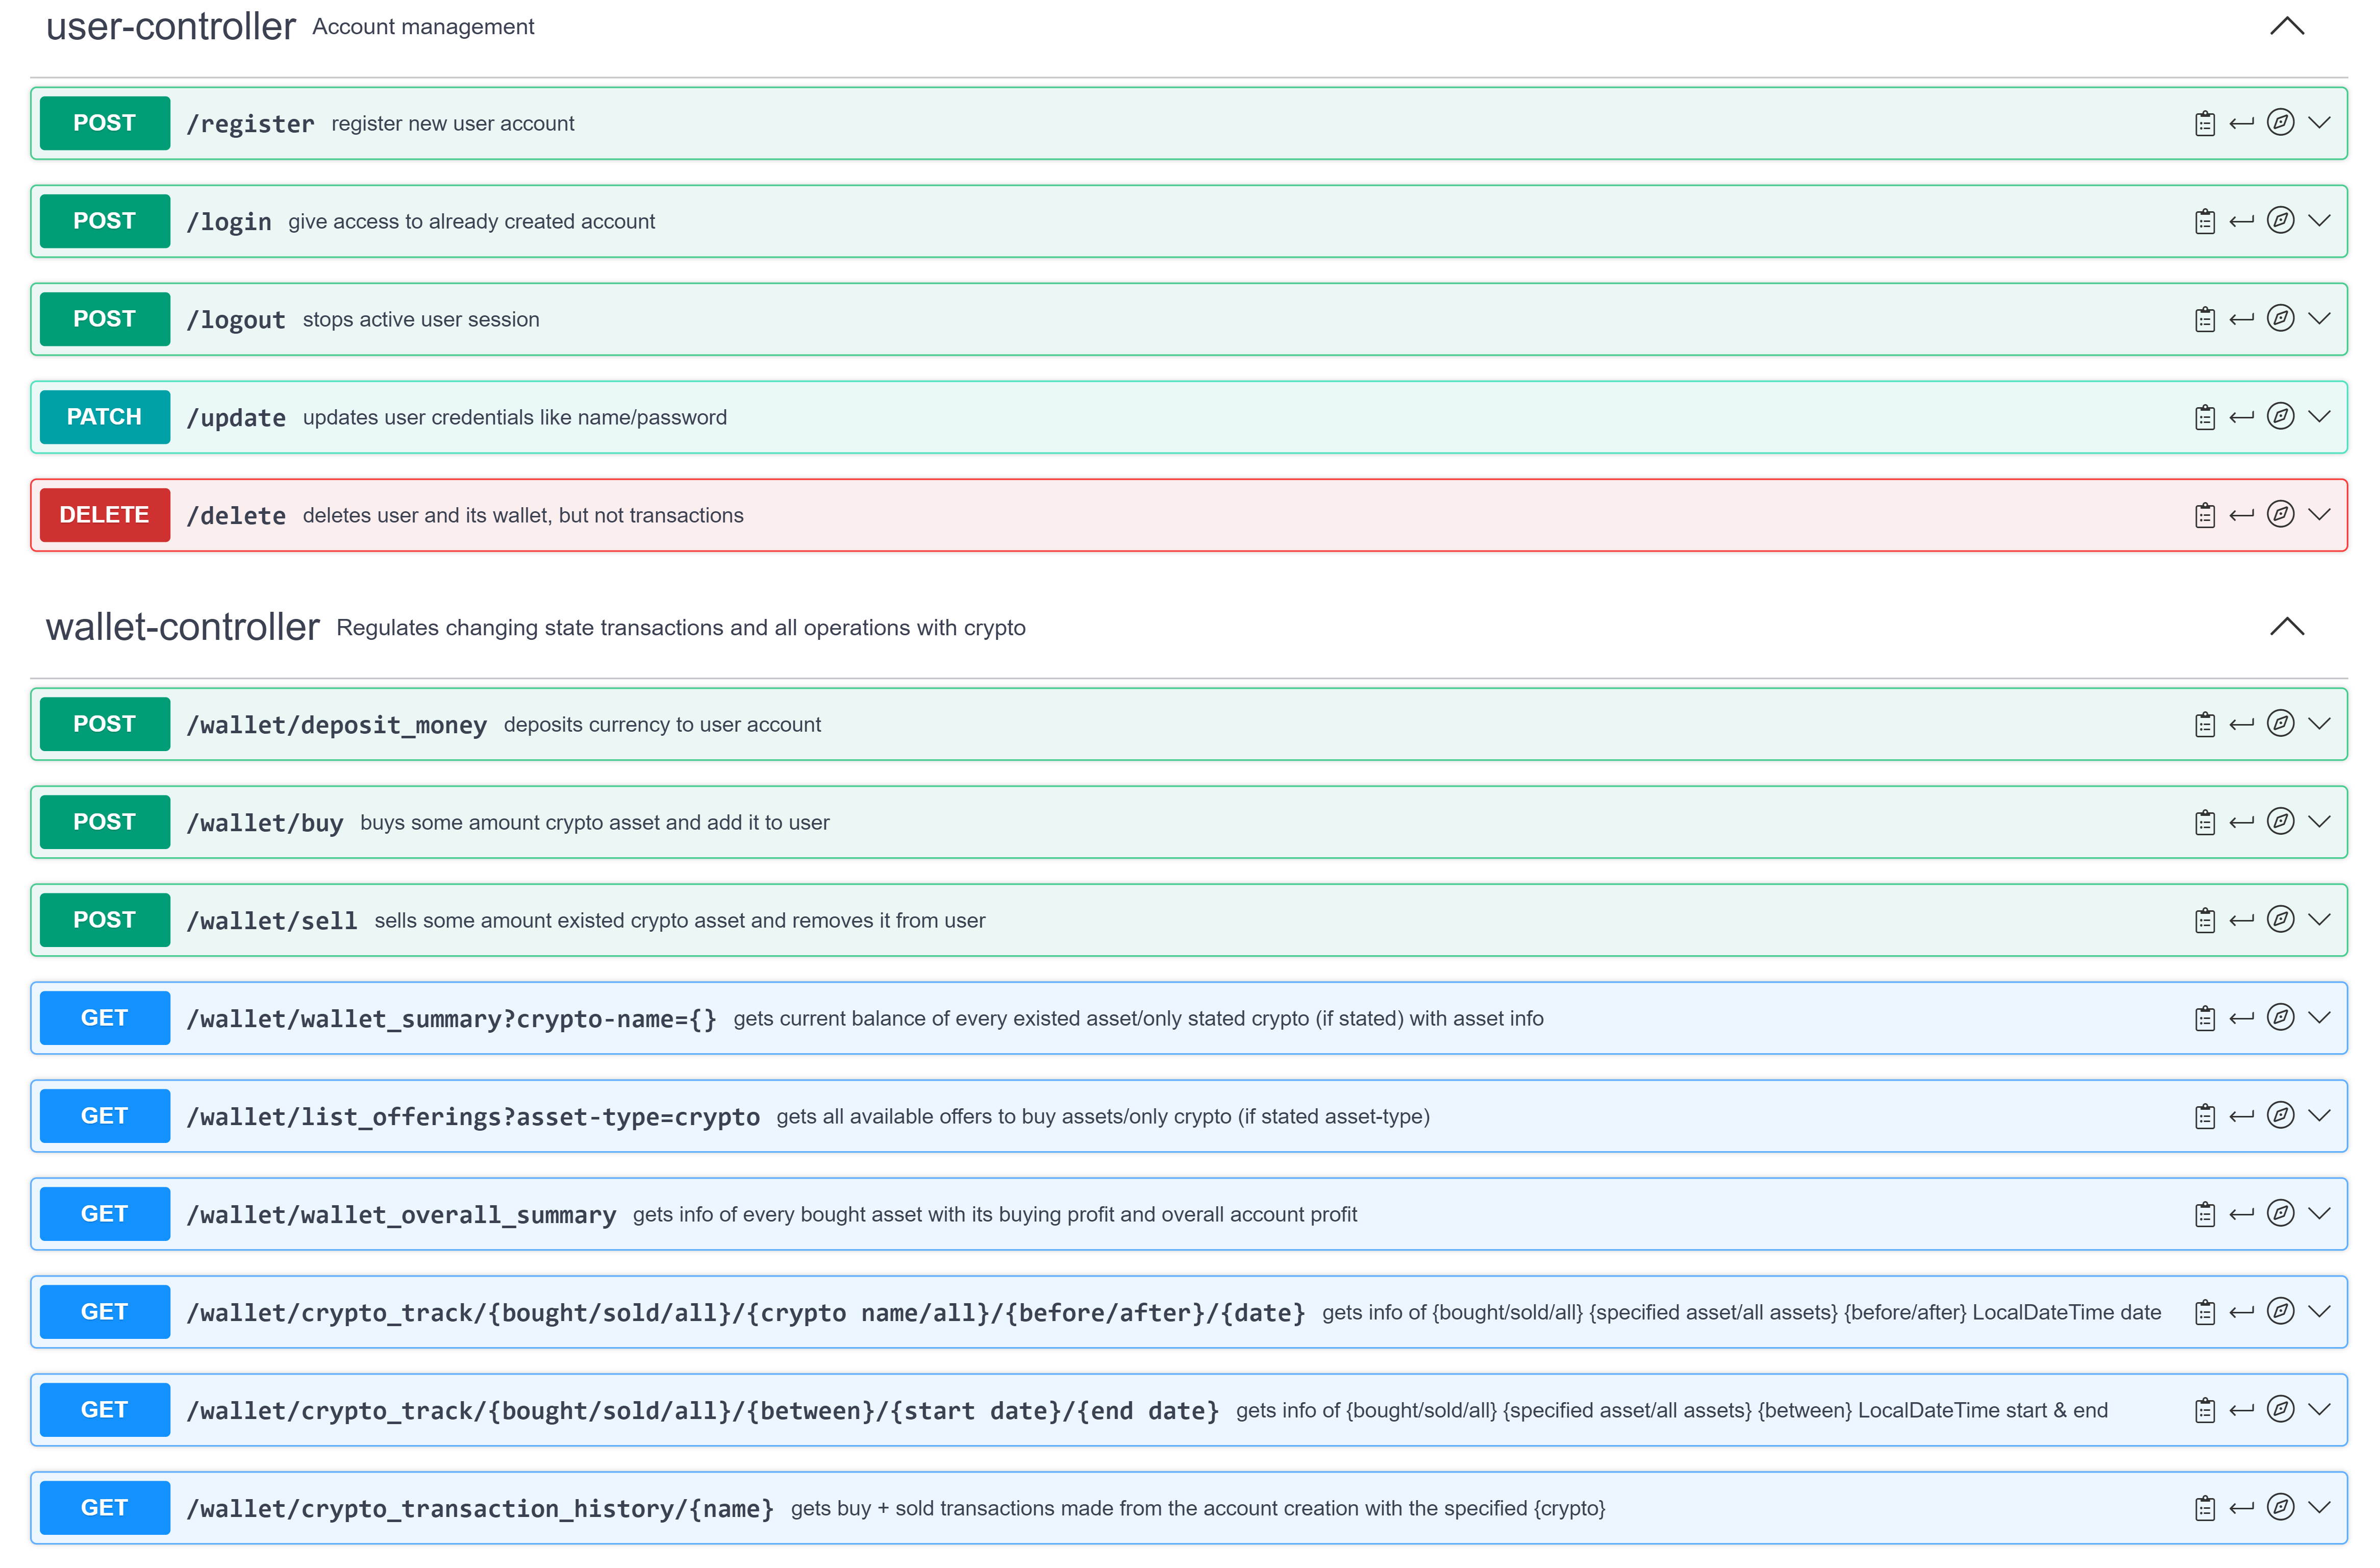 user-controller Account management
POST /register register new user account
POST /login give access to already created account
POST /logout stops active user session
PATCH /update updates user credentials like name/password
DELETE /delete deletes user and its wallet, but not transactions
wallet-controller Regulates changing state transactions and all operations with crypto
POST /wallet/deposit_money deposits currency to user account
POST /wallet/buy buys some amount crypto asset and add it to user
POST /wallet/sell sells some amount existed crypto asset and removes it from user
GET /wallet/wallet_summary?crypto-name={} gets current balance of every existed asset/only stated crypto (if stated) with asset info
GET /wallet/list_offerings?asset-type=crypto gets all available offers to buy assets/only crypto (if stated asset-type)
GET /wallet/wallet_overall_summary gets info of every bought asset with its buying profit and overall account profit
GET /wallet/crypto_track/{bought/sold/all}/{crypto name/all}/{before/after}/{date} gets info of {bought/sold/all} {specified asset/all assets} {before/after} LocalDateTime date
GET /wallet/crypto_track/{bought/sold/all}/{between}/{start date}/{end date} gets info of {bought/sold/all} {specified asset/all assets} {between} LocalDateTime start & end
GET /wallet/crypto_transaction_history/{name} gets buy + sold transactions made from the account creation with the specified {crypto}